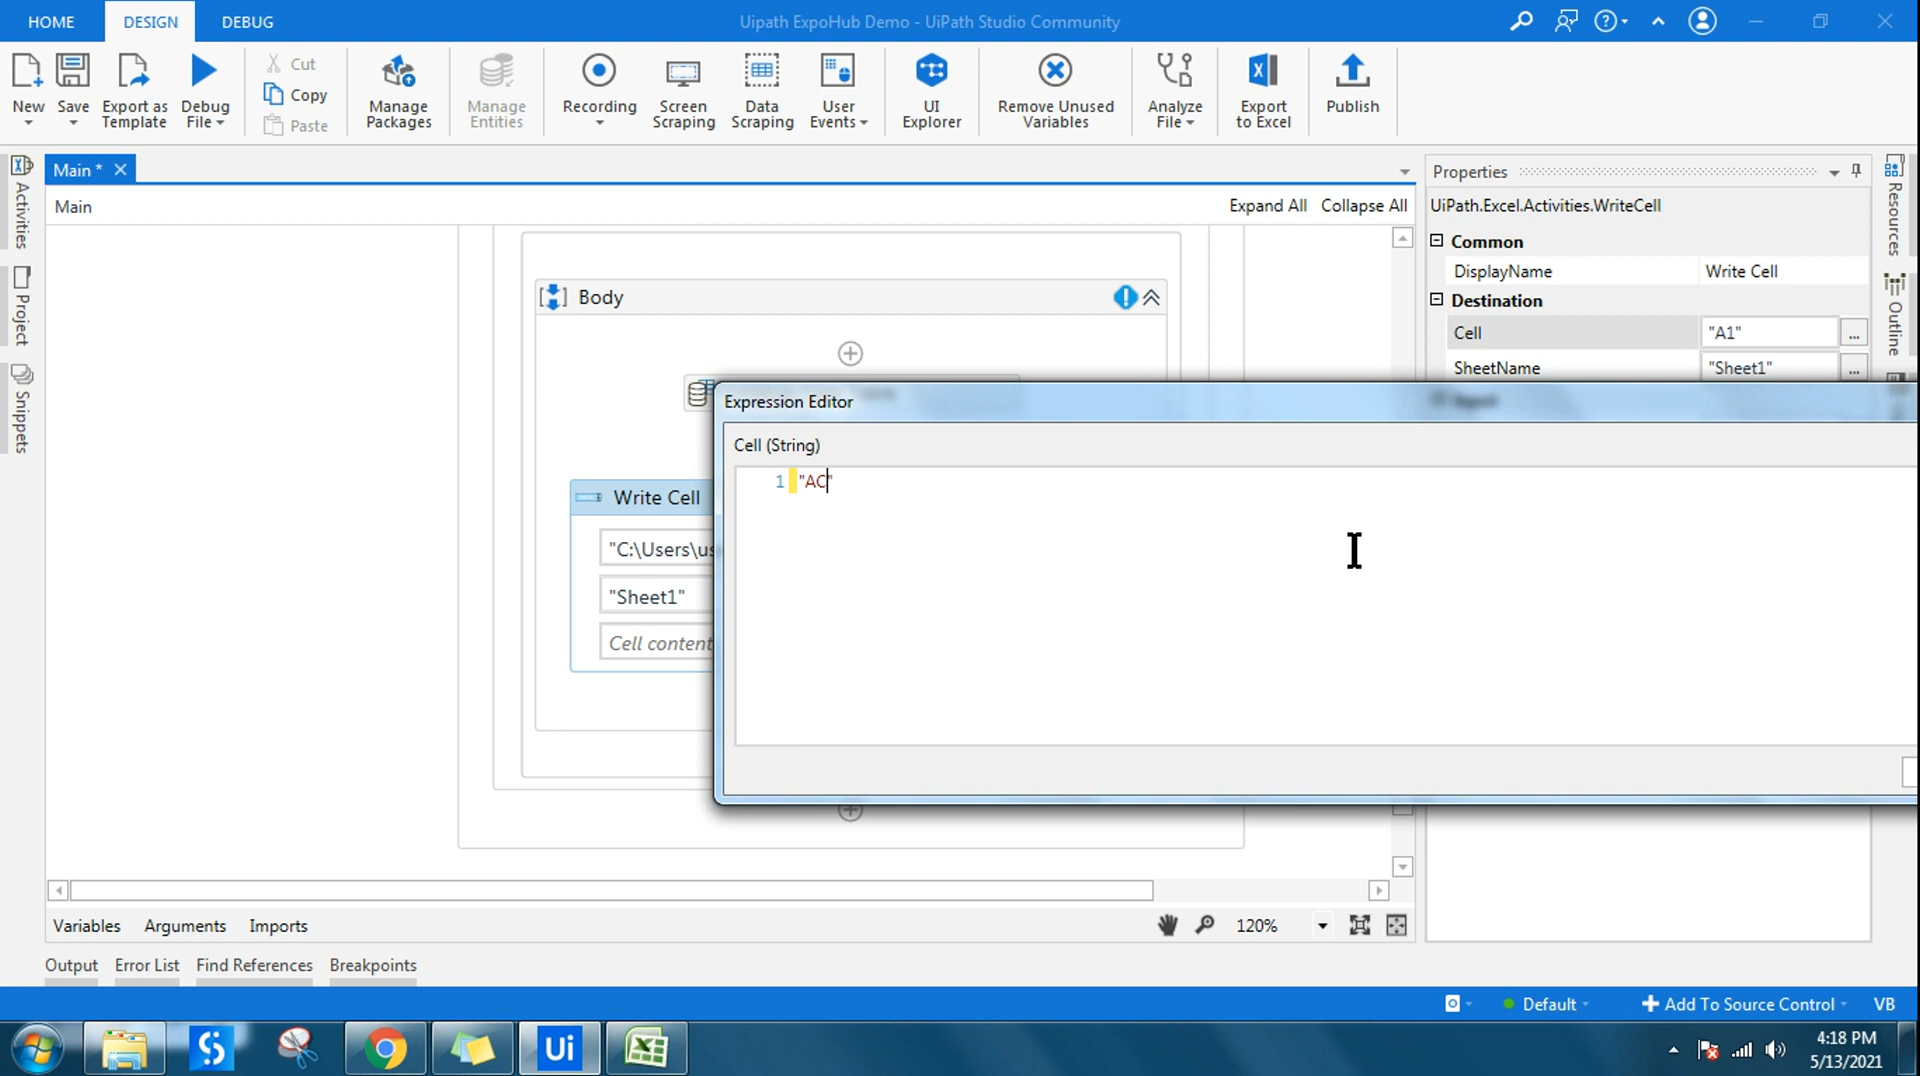 HOME DESIGN DEBUG
Uipath ExpoHub Demo - UiPath Studio Community
New Save Export as Template Debug File
Cut
Copy
Paste
Manage Packages
Manage Entities
Recording
Screen Scraping
Data Scraping
User Events
UI Explorer
Remove Unused Variables
Analyze File
Export to Excel
Publish
Activities
Project
Snippets
Main *
Main
Expand All Collapse All
Body
Write Cell
"C:\Users\us
"Sheet1"
Cell content
Expression Editor
Cell (String)
1 "AC"
Properties
UiPath.Excel.Activities.WriteCell
Common
DisplayName Write Cell
Destination
Cell "A1" ...
SheetName "Sheet1" ...
Input
Resources
Outline
Variables Arguments Imports
120%
Output Error List Find References Breakpoints
Default
Add To Source Control
VB
Ui
4:18 PM
5/13/2021